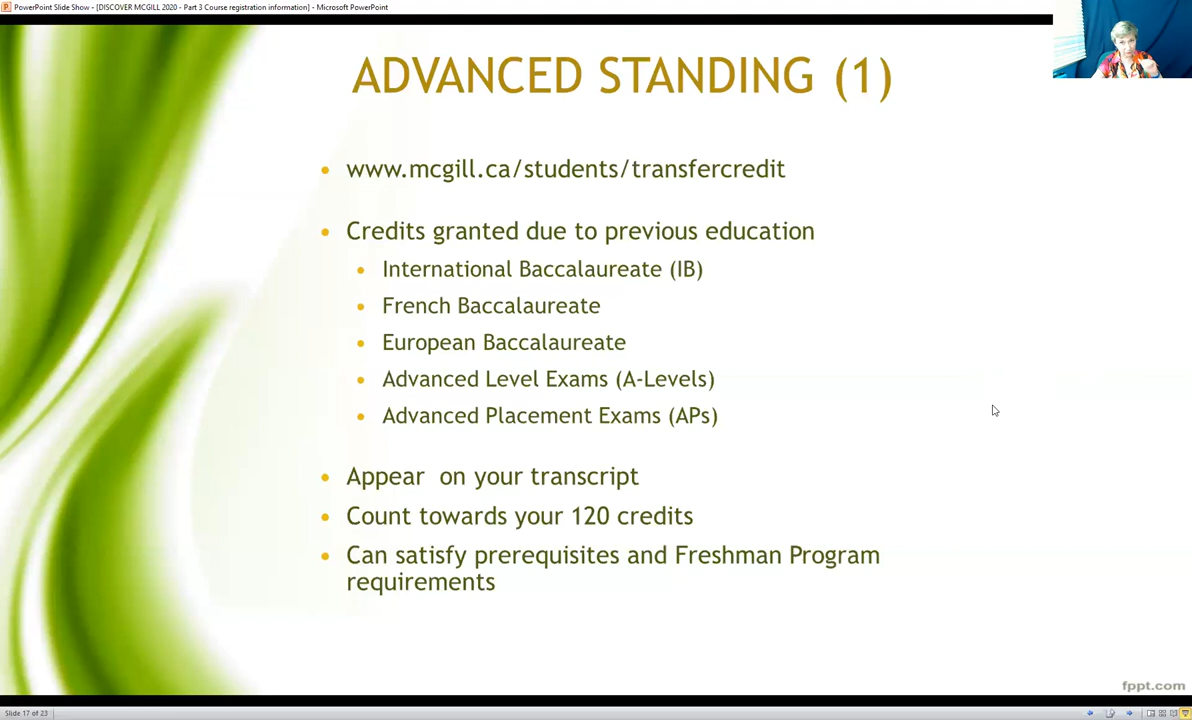 PowerPoint Slide Show - [DISCOVER MCGILL 2020 - Part 3 Course registration information] - Microsoft PowerPoint
ADVANCED STANDING (1)
www.mcgill.ca/students/transfercredit
Credits granted due to previous education
International Baccalaureate (IB)
French Baccalaureate
European Baccalaureate
Advanced Level Exams (A-Levels)
Advanced Placement Exams (APs)
Appear on your transcript
Count towards your 120 credits
Can satisfy prerequisites and Freshman Program
requirements
fppt.com
Slide 17 of 23